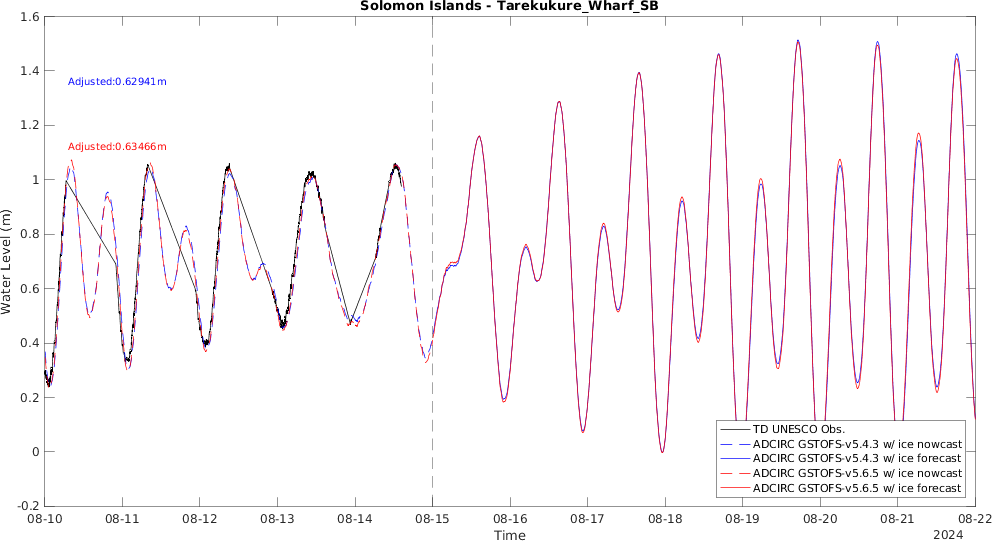 Solomon Islands - Tarekukure_Wharf_SB
1.6
1.4
1.2
1
0.8
0.6
0.4
0.2
0
-0.2
Water Level (m)
Adjusted:0.62941m
Adjusted:0.63466m
TD UNESCO Obs.
ADCIRC GSTOFS-v5.4.3 w/ ice nowcast
ADCIRC GSTOFS-v5.4.3 w/ ice forecast
ADCIRC GSTOFS-v5.6.5 w/ ice nowcast
ADCIRC GSTOFS-v5.6.5 w/ ice forecast
08-10 08-11 08-12 08-13 08-14 08-15 08-16 08-17 08-18 08-19 08-20 08-21 08-22
Time
2024